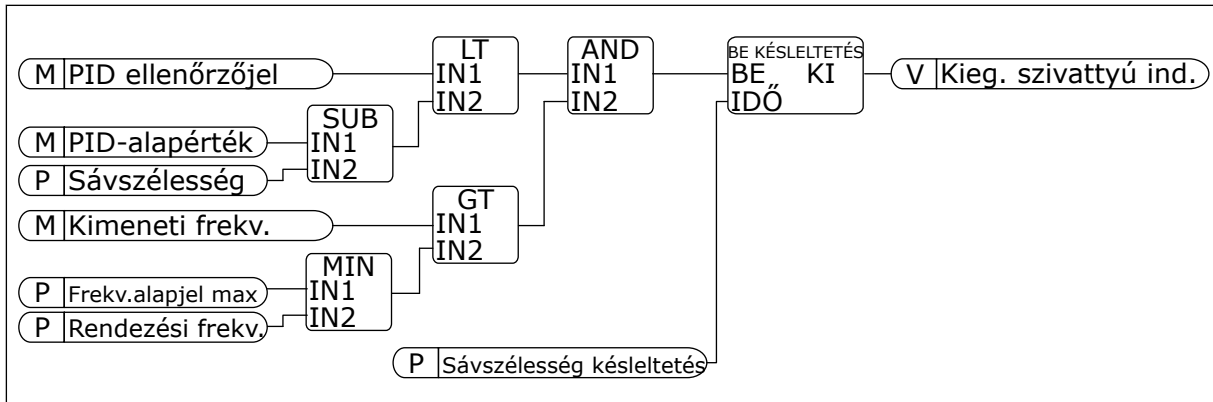 LT
AND
BE KÉSLELTETÉS
M PID ellenőrzőjel
IN1
IN2
IN1
IN2
BE KI
IDŐ
V Kieg. szivattyú ind.
SUB
M PID-alapérték
IN1
P Sávszélesség
IN2
GT
M Kimeneti frekv.
IN1
IN2
MIN
P Frekv.alapjel max
IN1
P Rendezési frekv.
IN2
P Sávszélesség késleltetés